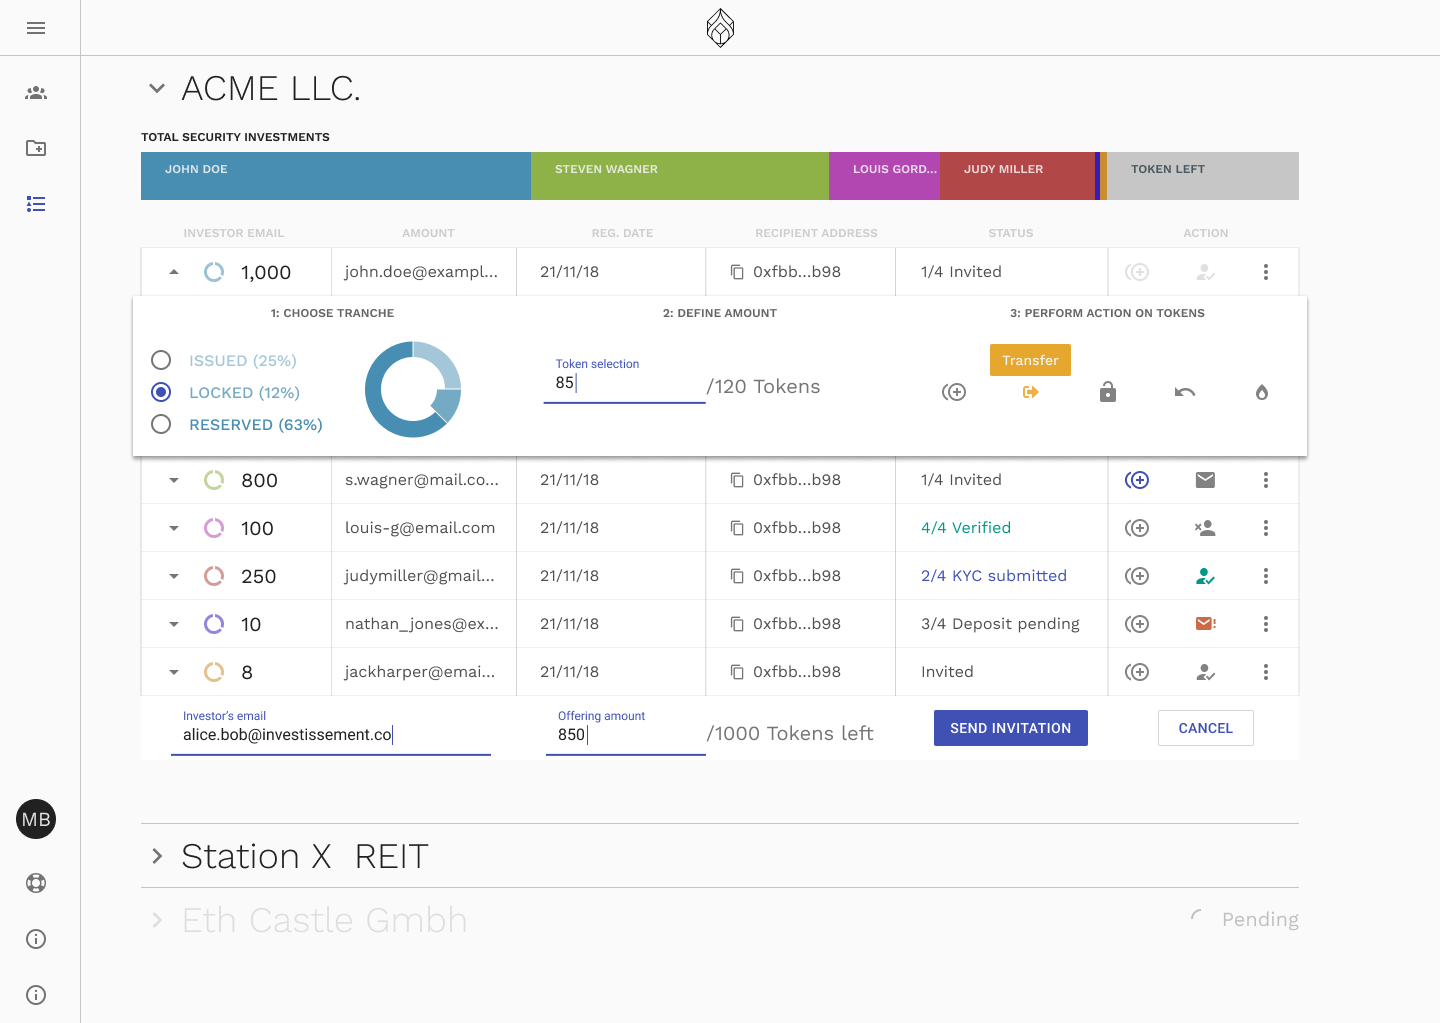 ACME LLC.
TOTAL SECURITY INVESTMENTS
JOHN DOE STEVEN WAGNER LOUIS GORD... JUDY MILLER TOKEN LEFT
INVESTOR EMAIL AMOUNT REG. DATE RECIPIENT ADDRESS STATUS ACTION
1,000 john.doe@exampl... 21/11/18 0xfbb...b98 1/4 Invited
1: CHOOSE TRANCHE 2: DEFINE AMOUNT 3: PERFORM ACTION ON TOKENS
ISSUED (25%)
LOCKED (12%)
RESERVED (63%)
Token selection
85 /120 Tokens
Transfer
800 s.wagner@mail.co... 21/11/18 0xfbb...b98 1/4 Invited
100 louis-g@email.com 21/11/18 0xfbb...b98 4/4 Verified
250 judymiller@gmail... 21/11/18 0xfbb...b98 2/4 KYC submitted
10 nathan_jones@ex... 21/11/18 0xfbb...b98 3/4 Deposit pending
8 jackharper@emai... 21/11/18 0xfbb...b98 Invited
Investor's email Offering amount
alice.bob@investissement.co 850 /1000 Tokens left SEND INVITATION CANCEL
MB
Station X REIT
Eth Castle Gmbh Pending